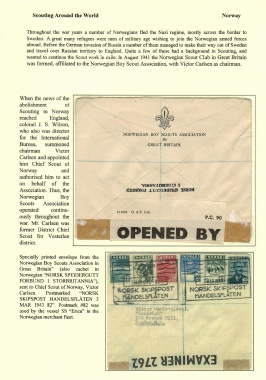 Scouting Around the World
Norway
Throughout the war years a number of Norwegians fled the Nazi regime, mostly across the border to
Sweden. A great many refugees were men of military age wishing to join the Norwegian armed forces
abroad. Before the German invasion of Russia a number of them managed to make their way out of Sweden
and travel over Russian territory to England. Quite a few of these had a background in Scouting, and
wanted to continue the Scout work in exile. In August 1941 the Norwegian Scout Club in Great Britain
was formed, affiliated to the Norwegian Boy Scout Association, with Victor Carlsen as chairman.
When the news of the
abolishment of
Scouting in Norway
reached England,
colonel J. S. Wilson,
who also was director
for the International
Bureau, summoned
chairman Victor
Carlsen and appointed
him Chief Scout of
Norway and
authorised him to act
on behalf of the
Association. Thus, the
Norwegian Boy
Scouts Association
operated continu-
ously throughout the
war. Mr. Carlsen was
former District Chief
Scout for Vesterlen
district.
NORWEGIAN BOY SCOUTS ASSOCIATION
IN
GREAT BRITAIN
P.C. 90
OPENED BY
Specially printed envelope from the
Norwegian Boy Scouts Association in
Great Britain" (also cachet in
Norwegian "NORSK SPEIDERGUTT
FORBUND I STORBRITANNIA"),
sent to Chief Scout of Norway, Victor
Carlsen. Postmarked "NORSK
SKIPSPOST HANDELSFLÅTEN 3
MAR 1943 82". Postmark #82 was
used by the vessel SS "Erica" in the
Norwegian merchant fleet.
NORSK SKIPSPOST
HANDELSFLÅTEN
NORSK SKIPSPOST
HANDELSFLÅTEN
EXAMINER 2762